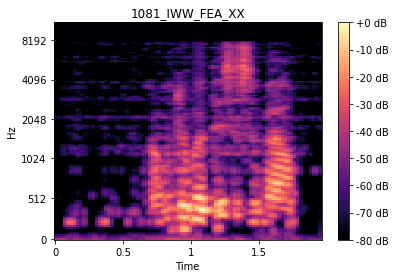 1081_IWW_FEA_XX
+0 dB
8192
-10 dB
4096
-20 dB
-30 dB
2048
Hz
-40 dB
1024
-50 dB
512
-60 dB
-70 dB
0
-80 dB
0
0.5
1
1.5
Time